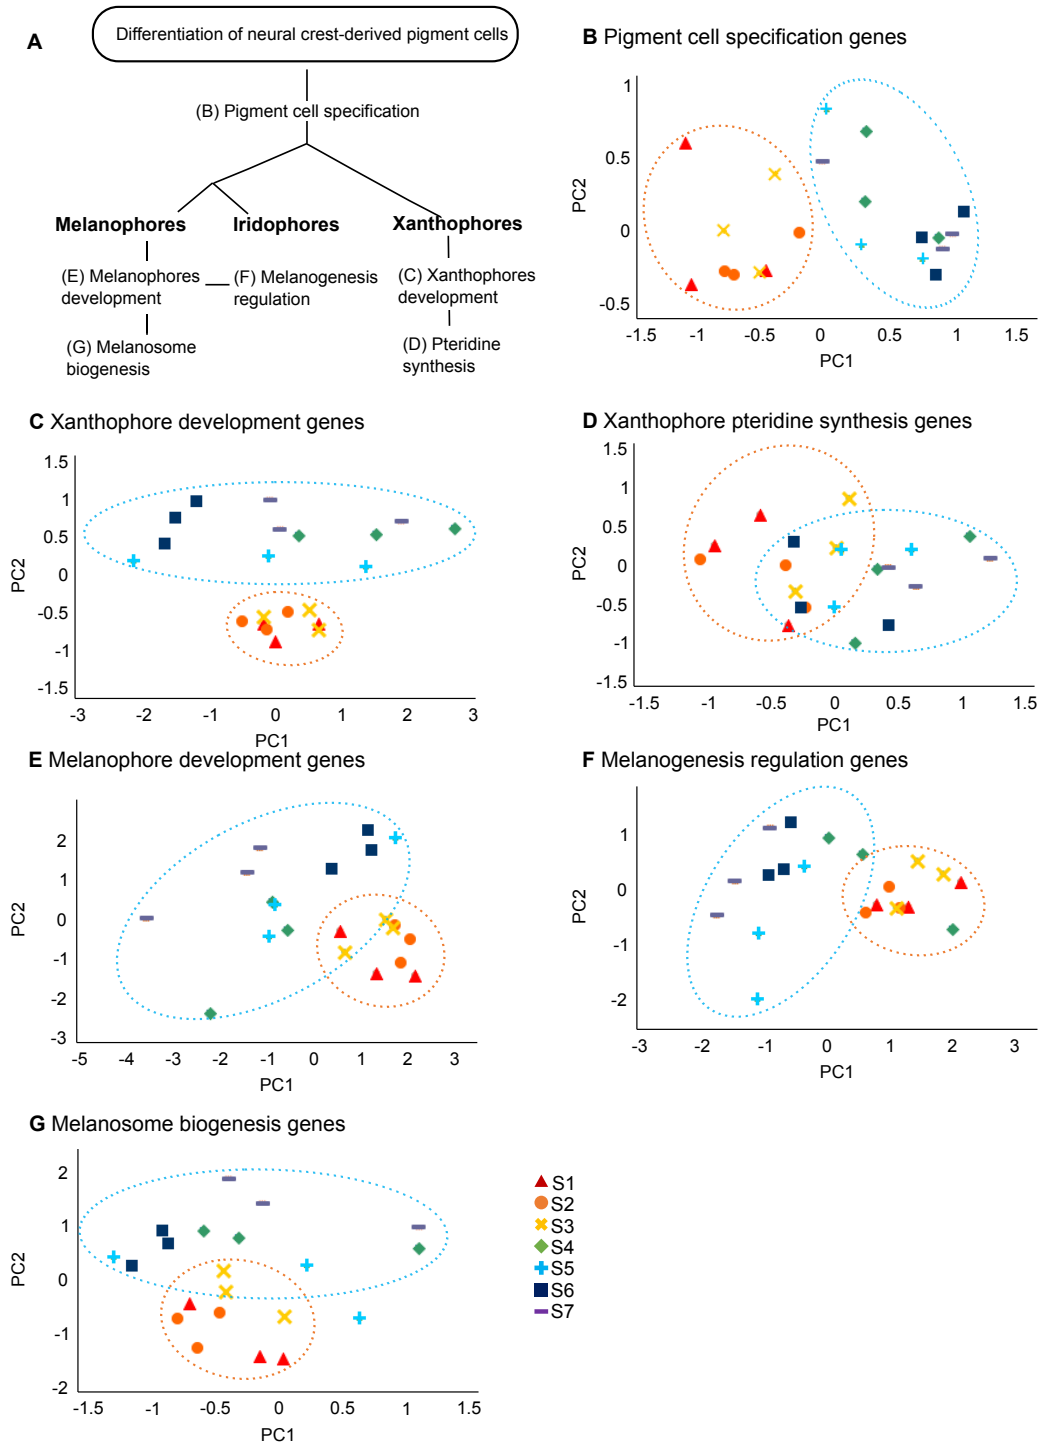 A
Differentiation of neural crest-derived pigment cells
(B) Pigment cell specification
Melanophores
Iridophores
Xanthophores
(E) Melanophores
development
(F) Melanogenesis
regulation
(C) Xanthophores
development
(G) Melanosome
biogenesis
(D) Pteridine
synthesis
B Pigment cell specification genes
1
0.5
0
-0.5
PC2
-1.5 -1 -0.5 0 0.5 1 1.5
PC1
C Xanthophore development genes
1.5
1
0.5
0
-0.5
-1
-1.5
PC2
-3 -2 -1 0 1 2 3
PC1
D Xanthophore pteridine synthesis genes
1.5
1
0.5
0
-0.5
-1
-1.5
PC2
-1.5 -1 -0.5 0 0.5 1 1.5
PC1
E Melanophore development genes
2
1
0
-1
-2
-3
PC2
-5 -4 -3 -2 -1 0 1 2 3
PC1
F Melanogenesis regulation genes
1
0
-1
-2
PC2
-3 -2 -1 0 1 2 3
PC1
G Melanosome biogenesis genes
2
1
0
-1
-2
PC2
-1.5 -1 -0.5 0 0.5 1 1.5
PC1
S1
S2
S3
S4
S5
S6
S7